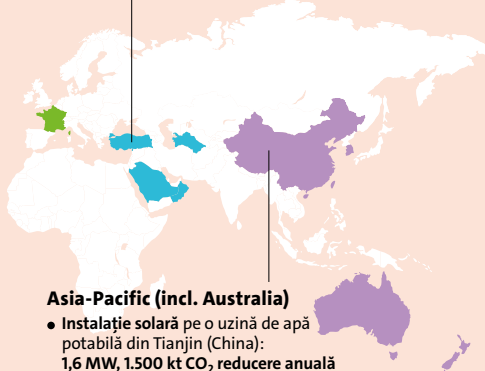 Asia-Pacific (incl. Australia)
● Instalație solară pe o uzină de apă
potabilă din Tianjin (China):
1,6 MW, 1.500 kt CO₂ reducere anuală